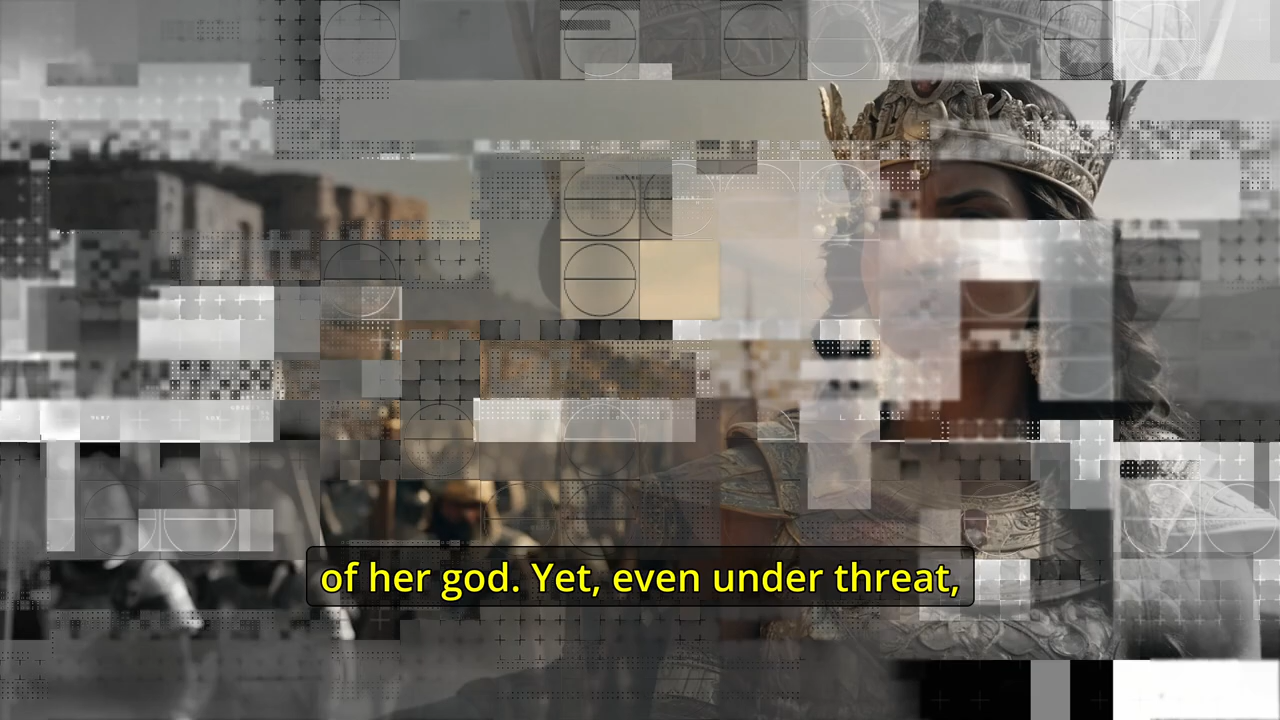 of her god. Yet, even under threat,